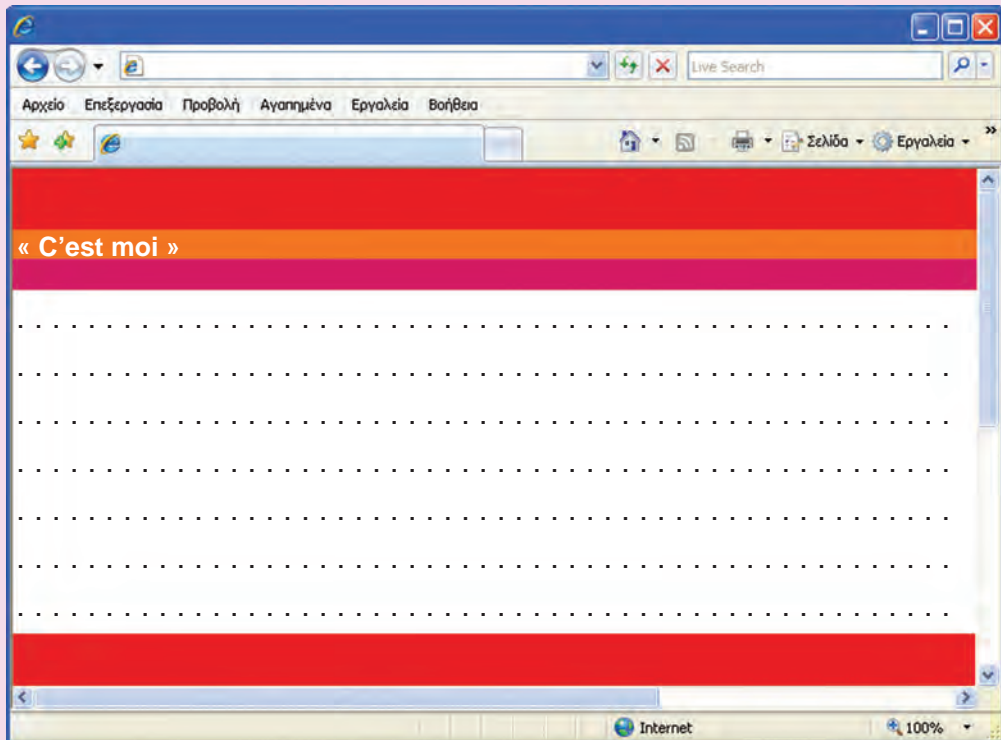 Live Search
Αρχείο Επεξεργασία Προβολή Αγαπημένα Εργαλεία Βοήθεια
Σελίδα Εργαλεία »
« C’est moi »
. . . . . . . . . . . . . . . . . . . . . . . . . . . . . . . . . . . . . . . . . . . . . . . . . . . . .
. . . . . . . . . . . . . . . . . . . . . . . . . . . . . . . . . . . . . . . . . . . . . . . . . . . . .
. . . . . . . . . . . . . . . . . . . . . . . . . . . . . . . . . . . . . . . . . . . . . . . . . . . . .
. . . . . . . . . . . . . . . . . . . . . . . . . . . . . . . . . . . . . . . . . . . . . . . . . . . . .
. . . . . . . . . . . . . . . . . . . . . . . . . . . . . . . . . . . . . . . . . . . . . . . . . . . . .
. . . . . . . . . . . . . . . . . . . . . . . . . . . . . . . . . . . . . . . . . . . . . . . . . . . . .
. . . . . . . . . . . . . . . . . . . . . . . . . . . . . . . . . . . . . . . . . . . . . . . . . . . . .
Internet 100%